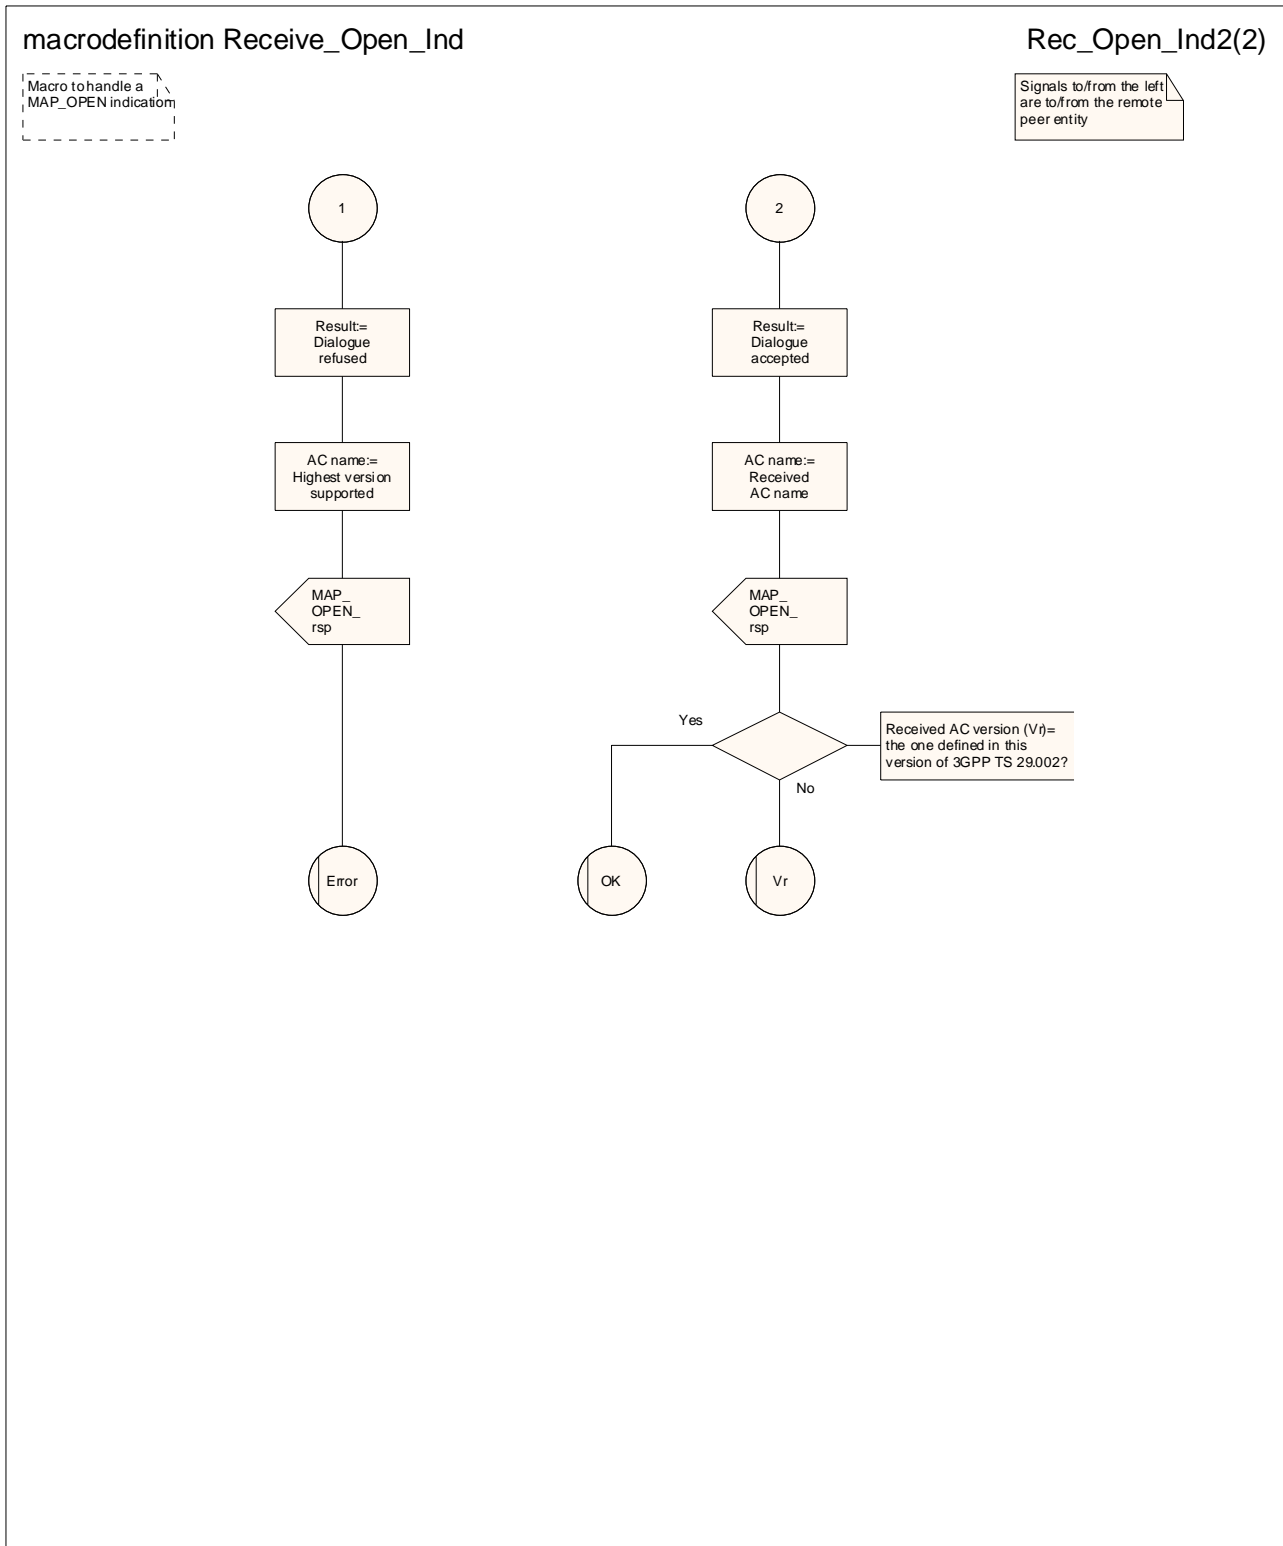 macrodefinition Receive_Open_Ind
Rec_Open_Ind2(2)
Macro to handle a
MAP_OPEN indication
Signals to/from the left
are to/from the remote
peer entity
1
2
Result:=
Dialogue
refused
Result:=
Dialogue
accepted
AC name:=
Highest version
supported
AC name:=
Received
AC name
MAP_
OPEN_
rsp
MAP_
OPEN_
rsp
Yes
Received AC version (Vr)=
the one defined in this
version of 3GPP TS 29.002?
No
Error
OK
Vr